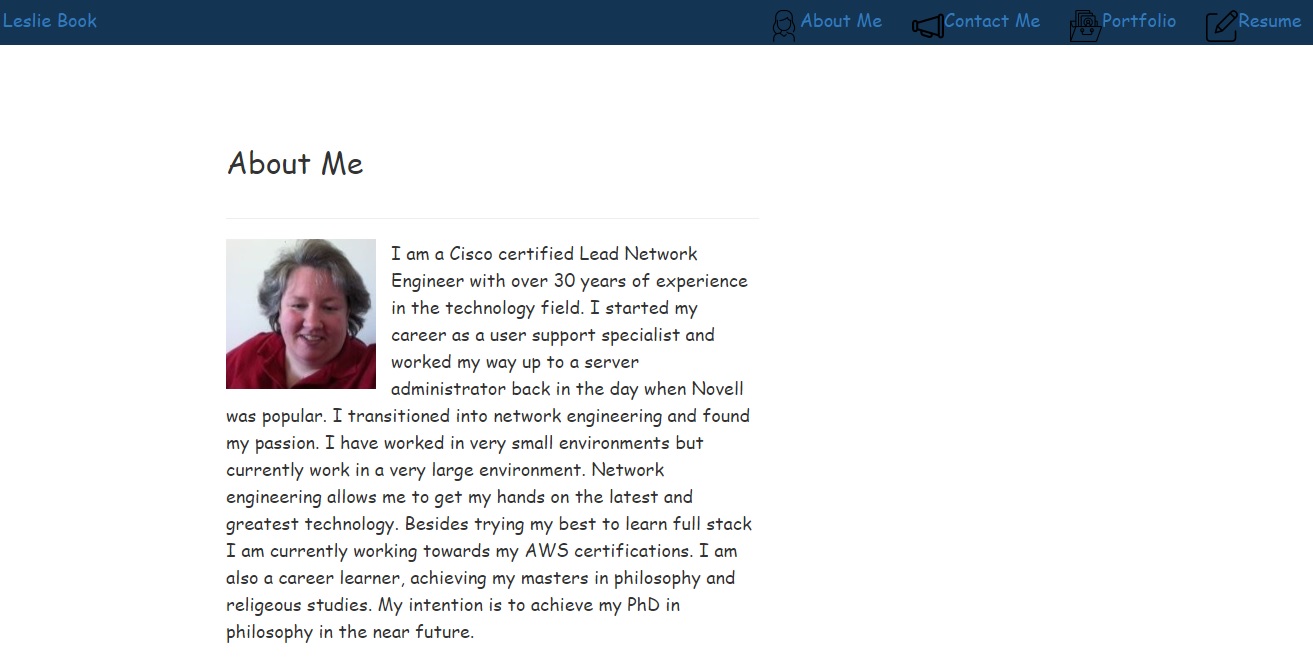 Leslie Book
About Me
Contact Me
Portfolio
Resume
About Me
I am a Cisco certified Lead Network
Engineer with over 30 years of experience
in the technology field. I started my
career as a user support specialist and
worked my way up to a server
administrator back in the day when Novell
was popular. I transitioned into network engineering and found
my passion. I have worked in very small environments but
currently work in a very large environment. Network
engineering allows me to get my hands on the latest and
greatest technology. Besides trying my best to learn full stack
I am currently working towards my AWS certifications. I am
also a career learner, achieving my masters in philosophy and
religeous studies. My intention is to achieve my PhD in
philosophy in the near future.